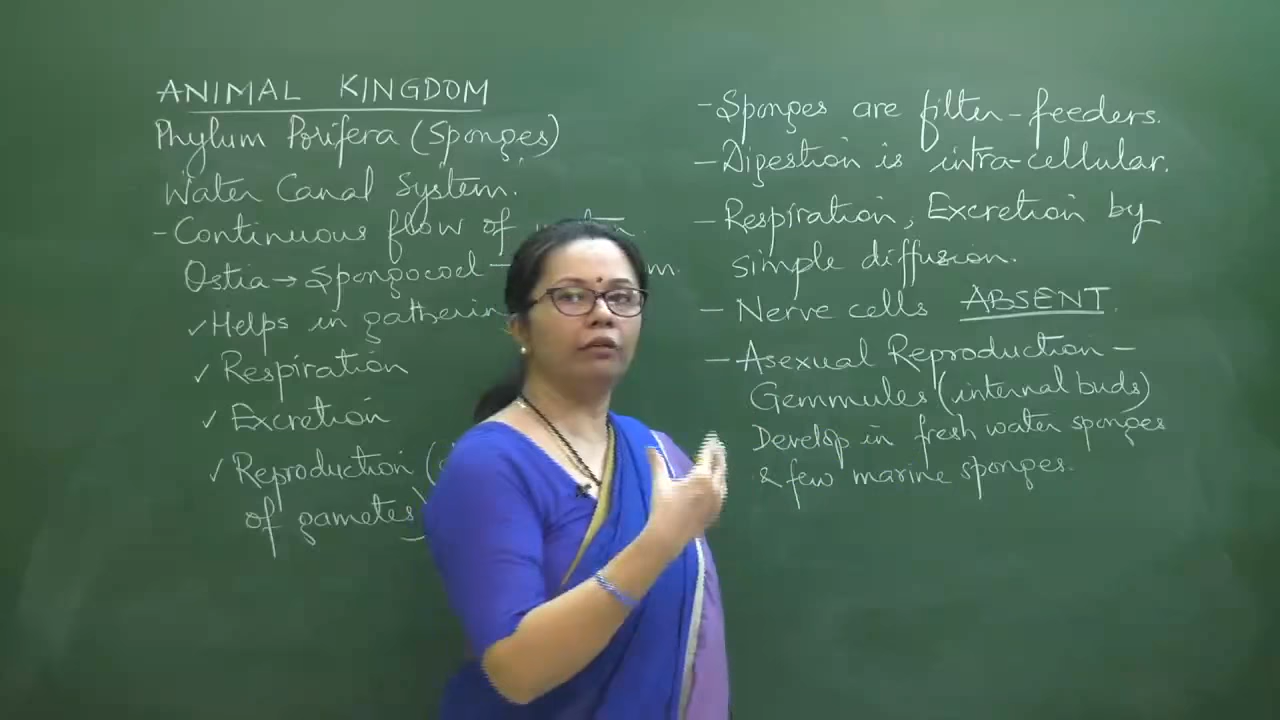 ANIMAL KINGDOM
Phylum Porifera (Sponges)
Water Canal System.
- Continuous flow of
Ostia → Spongocoel →
✓ Helps in
✓ Respiration
✓ Excretion
✓ Reproduction (
of gametes)
- Sponges are filter-feeders.
- Digestion is intra-cellular.
- Respiration, Excretion by
simple diffusion.
- Nerve cells ABSENT.
- Asexual Reproduction -
Gemmules (internal buds)
Develop in fresh water sponges
& few marine sponges.